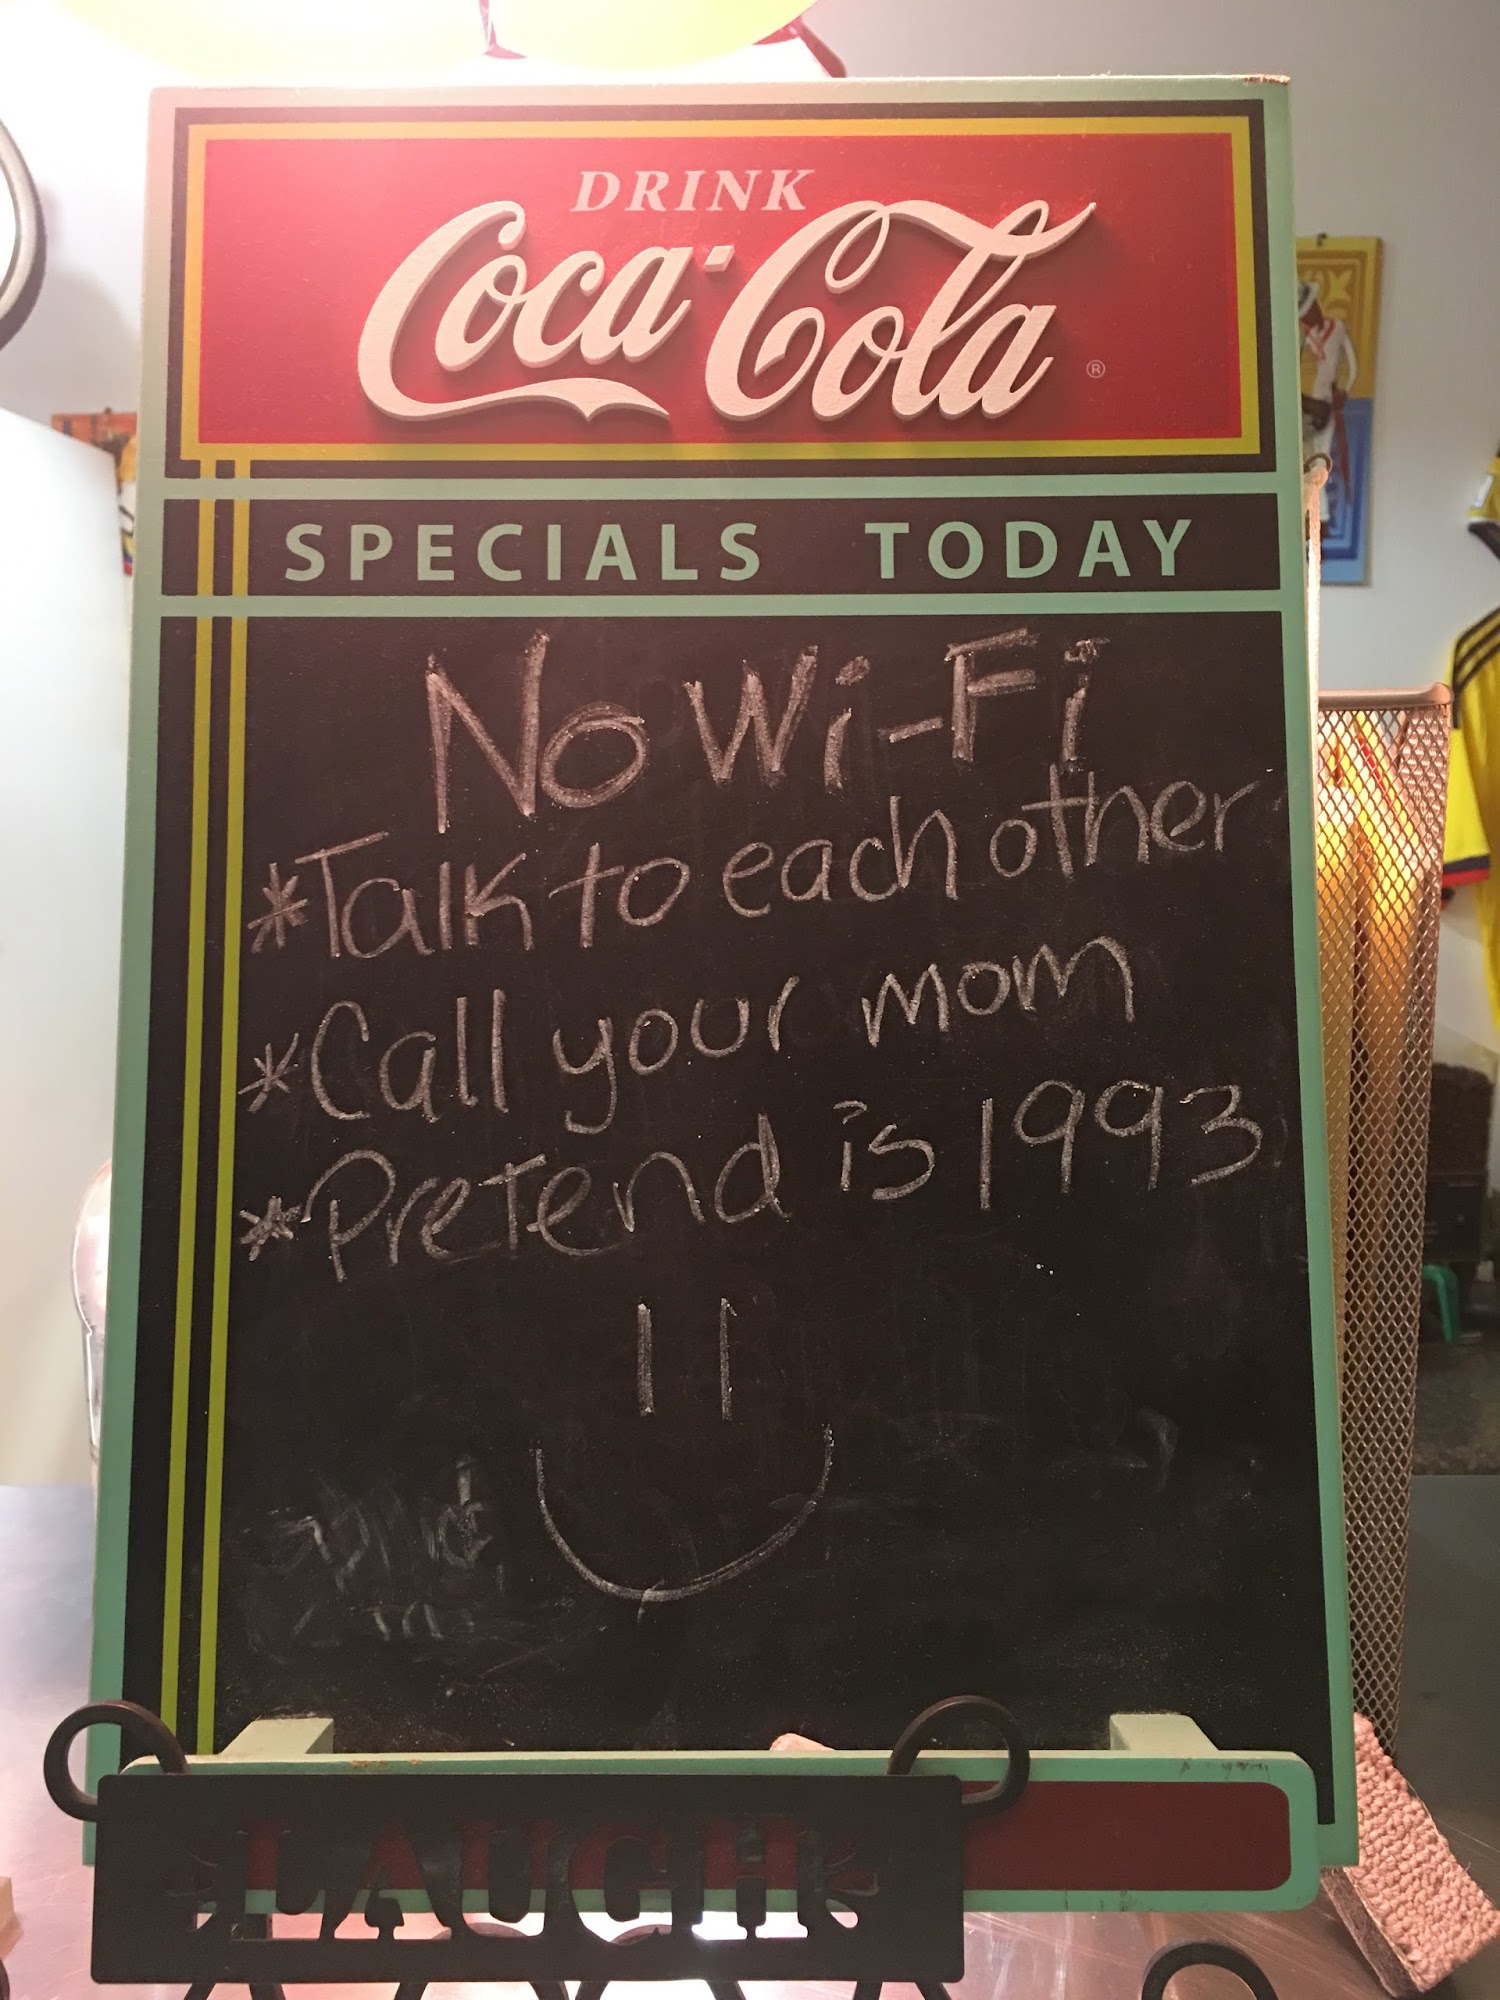 DRINK
Coca-Cola ®
SPECIALS TODAY
No Wi-Fi
*Talk to each other
*Call your mom
*Pretend is 1993
LAUGH